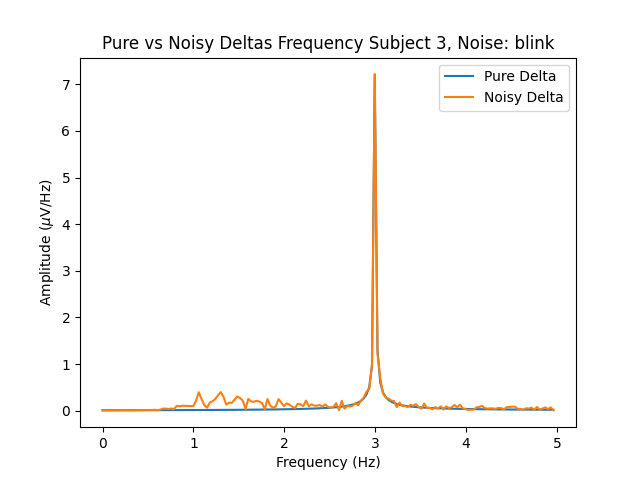 Pure vs Noisy Deltas Frequency Subject 3, Noise: blink
Pure Delta
Noisy Delta
7
6
5
4
3
2
1
0
Amplitude (μV/Hz)
0 1 2 3 4 5
Frequency (Hz)